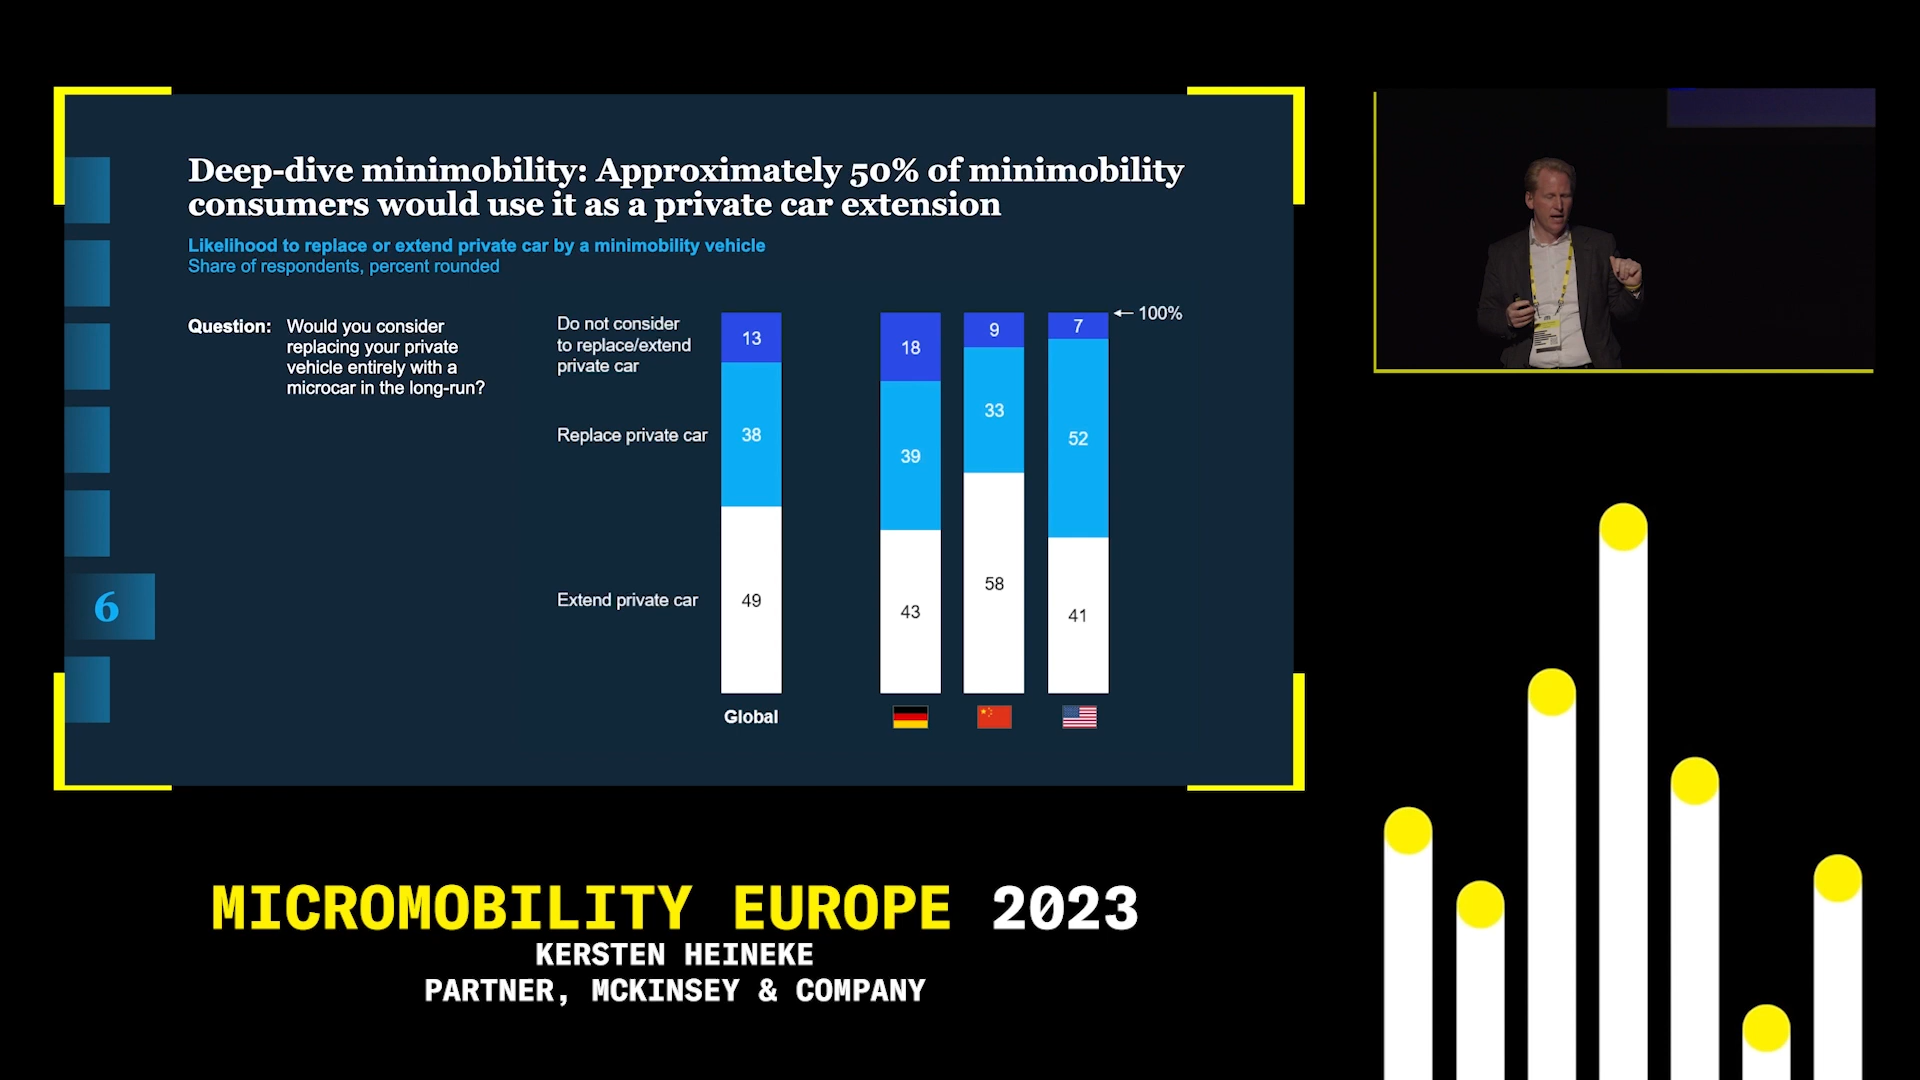 Deep-dive minimobility: Approximately 50% of minimobility
consumers would use it as a private car extension
Likelihood to replace or extend private car by a minimobility vehicle
Share of respondents, percent rounded
Question: Would you consider
replacing your private
vehicle entirely with a
microcar in the long-run?
Do not consider
to replace/extend
private car
Replace private car
Extend private car
13
38
49
Global
18
39
43
9
33
58
7
52
41
←100%
6
MICROMOBILITY EUROPE 2023
KERSTEN HEINEKE
PARTNER, MCKINSEY & COMPANY